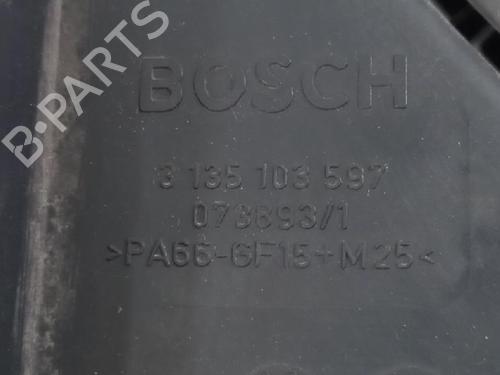 B-PARTS
BOSCH
3 135 103 597
073893/1
>PA66-GF15+M25<